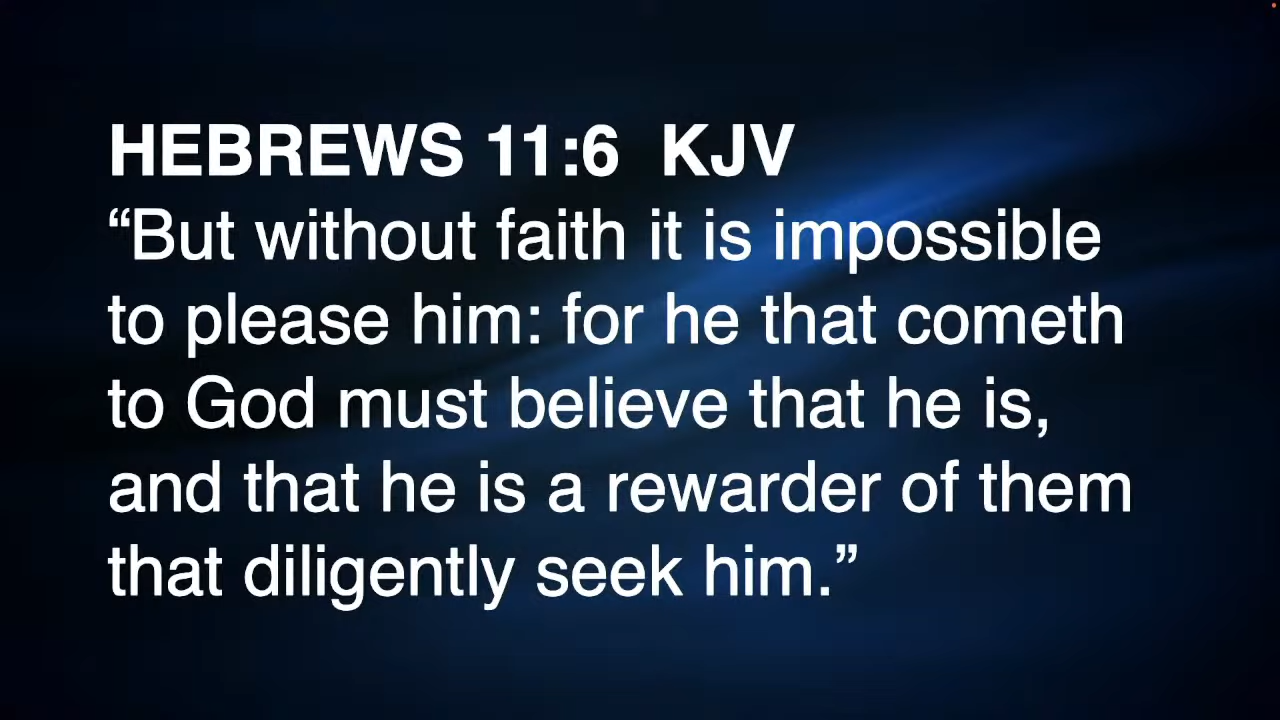 HEBREWS 11:6  KJV
“But without faith it is impossible
to please him: for he that cometh
to God must believe that he is,
and that he is a rewarder of them
that diligently seek him.”